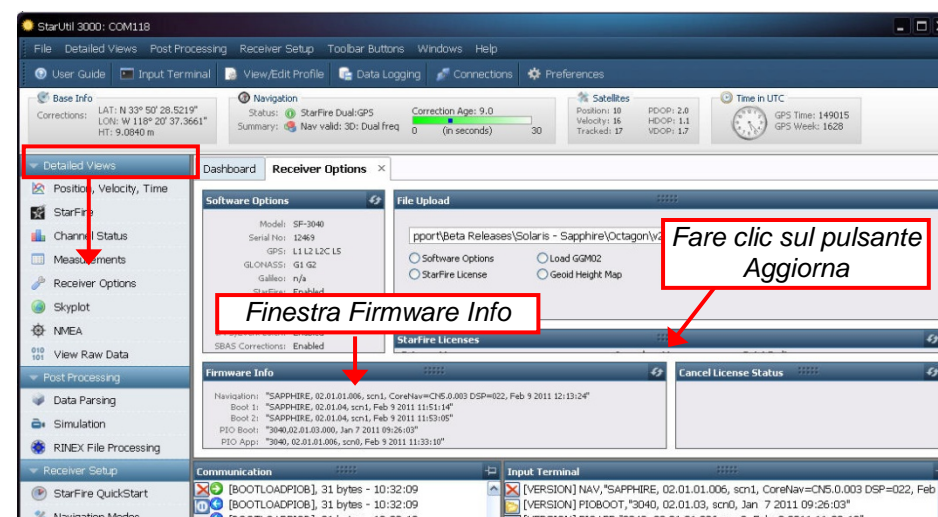 StarUtil 3000: COM118
File Detailed Views Post Processing Receiver Setup Toolbar Buttons Windows Help
User Guide Input Terminal View/Edit Profile Data Logging Connections Preferences
Base Info
Corrections:
LAT: N 33° 50' 28.5219"
LON: W 118° 20' 37.3661"
HT: 9.0840 m
Navigation
Status: StarFire Dual:GPS
Summary: Nav valid: 3D: Dual freq
Correction Age: 9.0
0 (in seconds) 30
Satellites
Position: 10 PDOP: 2.0
Velocity: 16 HDOP: 1.1
Tracked: 17 VDOP: 1.7
Time in UTC
GPS Time: 149015
GPS Week: 1628
Detailed Views
Position, Velocity, Time
StarFire
Channel Status
Measurements
Receiver Options
Skyplot
NMEA
View Raw Data
Post Processing
Data Parsing
Simulation
RINEX File Processing
Receiver Setup
StarFire QuickStart
Navigation Modes
Dashboard Receiver Options
Software Options
Model: SF-3040
Serial No: 12469
GPS: L1 L2 L2C L5
GLONASS: G1 G2
Galileo: n/a
StarFire: Enabled
SBAS Corrections: Enabled
File Upload
pport\Beta Releases\Solaris - Sapphire\Octagon\v2
Software Options Load GGM02
StarFire License Geoid Height Map
Fare clic sul pulsante
Aggiorna
Finestra Firmware Info
StarFire Licenses
Firmware Info
Navigation: "SAPPHIRE, 02.01.01.006, scn1, CoreNav=CN5.0.003 DSP=022, Feb 9 2011 12:13:24"
Boot 1: "SAPPHIRE, 02.01.04, scn1, Feb 9 2011 11:51:14"
Boot 2: "SAPPHIRE, 02.01.04, scn1, Feb 9 2011 11:53:05"
PIO Boot: "3040,02.01.03.000, Jan 7 2011 09:26:03"
PIO App: "3040, 02.01.01.006, scn0, Feb 9 2011 11:33:10"
Cancel License Status
Communication
[BOOTLOADPIOB], 31 bytes - 10:32:09
[BOOTLOADPIOB], 31 bytes - 10:32:09
Input Terminal
[VERSION] NAV,"SAPPHIRE, 02.01.01.006, scn1, CoreNav=CN5.0.003 DSP=022, Feb
[VERSION] PIOBOOT,"3040, 02.01.03, scn0, Jan 7 2011 09:26:03"